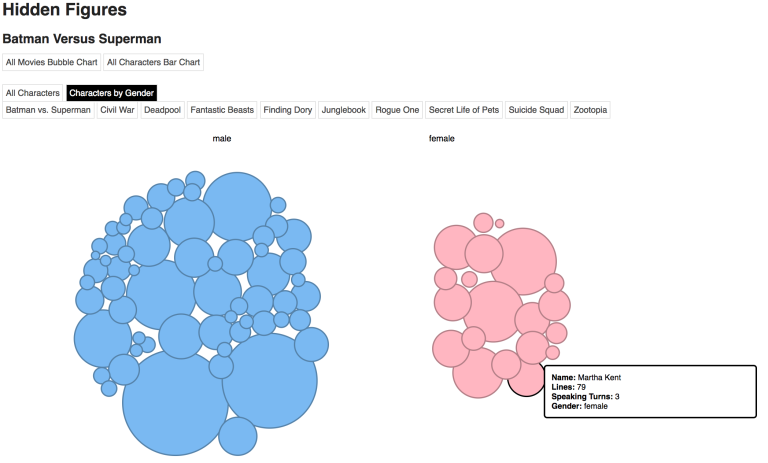 Hidden Figures
Batman Versus Superman
All Movies Bubble Chart All Characters Bar Chart
All Characters Characters by Gender
Batman vs. Superman Civil War Deadpool Fantastic Beasts Finding Dory Junglebook Rogue One Secret Life of Pets Suicide Squad Zootopia
male female
Name: Martha Kent
Lines: 79
Speaking Turns: 3
Gender: female